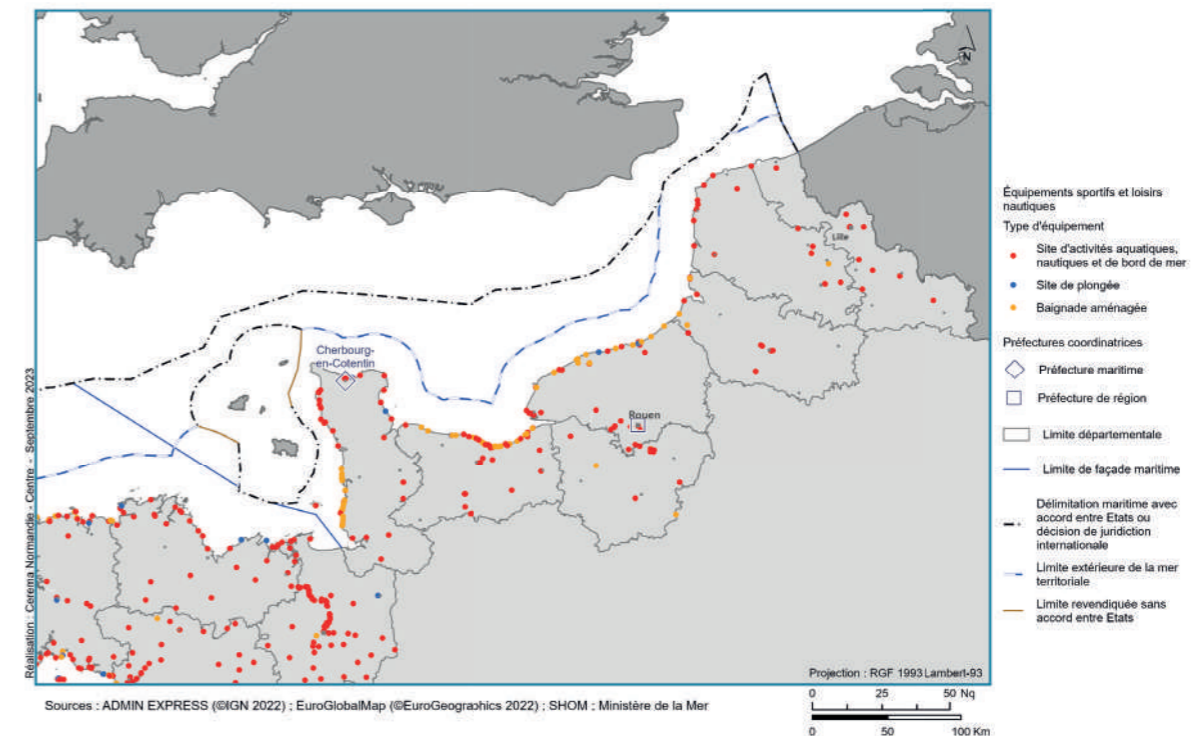 N
Cherbourg-
en-Cotentin
Lille
Rouen
Réalisation : Cerema Normandie - Centre - Septembre 2023
Projection : RGF 1993 Lambert-93
Équipements sportifs et loisirs
nautiques
Type d'équipement
Site d'activités aquatiques,
nautiques et de bord de mer
Site de plongée
Baignade aménagée
Préfectures coordinatrices
Préfecture maritime
Préfecture de région
Limite départementale
Limite de façade maritime
Délimitation maritime avec
accord entre Etats ou
décision de juridiction
internationale
Limite extérieure de la mer
territoriale
Limite revendiquée sans
accord entre Etats
Sources : ADMIN EXPRESS (©IGN 2022) ; EuroGlobalMap (©EuroGeographics 2022) ; SHOM ; Ministère de la Mer
0 25 50 Nq
0 50 100 Km